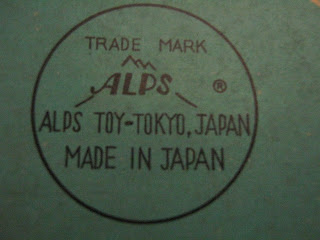 TRADE MARK
ALPS ®
ALPS TOY-TOKYO, JAPAN
MADE IN JAPAN